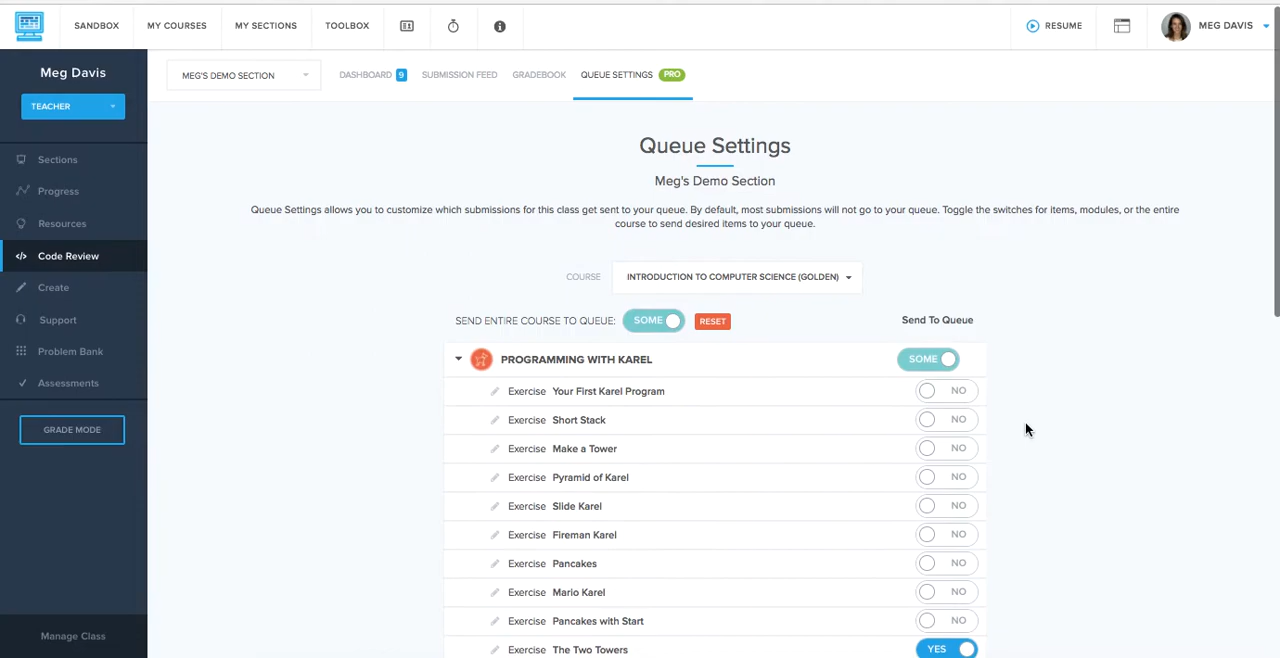 SANDBOX MY COURSES MY SECTIONS TOOLBOX RESUME MEG DAVIS
Meg Davis
TEACHER
Sections
Progress
Resources
Code Review
Create
Support
Problem Bank
Assessments
GRADE MODE
Manage Class
MEG'S DEMO SECTION DASHBOARD 9 SUBMISSION FEED GRADEBOOK QUEUE SETTINGS PRO
Queue Settings
Meg's Demo Section
Queue Settings allows you to customize which submissions for this class get sent to your queue. By default, most submissions will not go to your queue. Toggle the switches for items, modules, or the entire
course to send desired items to your queue.
COURSE INTRODUCTION TO COMPUTER SCIENCE (GOLDEN)
SEND ENTIRE COURSE TO QUEUE: SOME RESET Send To Queue
PROGRAMMING WITH KAREL SOME
Exercise Your First Karel Program NO
Exercise Short Stack NO
Exercise Make a Tower NO
Exercise Pyramid of Karel NO
Exercise Slide Karel NO
Exercise Fireman Karel NO
Exercise Pancakes NO
Exercise Mario Karel NO
Exercise Pancakes with Start NO
Exercise The Two Towers YES